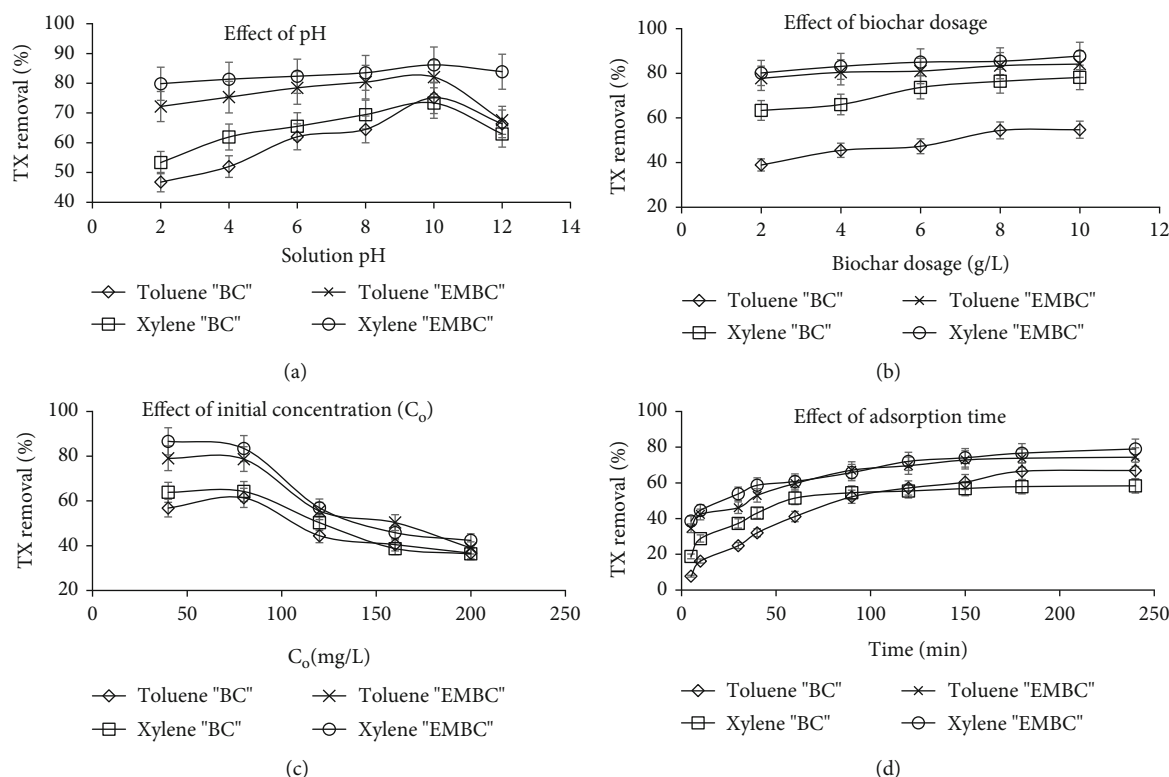 Effect of pH
TX removal (%)
100
90
80
70
60
50
40
0 2 4 6 8 10 12 14
Solution pH
Toluene "BC" Toluene "EMBC"
Xylene "BC" Xylene "EMBC"
(a)
Effect of biochar dosage
TX removal (%)
100
80
60
40
20
0 2 4 6 8 10 12
Biochar dosage (g/L)
Toluene "BC" Toluene "EMBC"
Xylene "BC" Xylene "EMBC"
(b)
Effect of initial concentration (Co)
TX removal (%)
100
80
60
40
20
0 50 100 150 200 250
Co(mg/L)
Toluene "BC" Toluene "EMBC"
Xylene "BC" Xylene "EMBC"
(c)
Effect of adsorption time
TX removal (%)
100
80
60
40
20
0
0 50 100 150 200 250
Time (min)
Toluene "BC" Toluene "EMBC"
Xylene "BC" Xylene "EMBC"
(d)